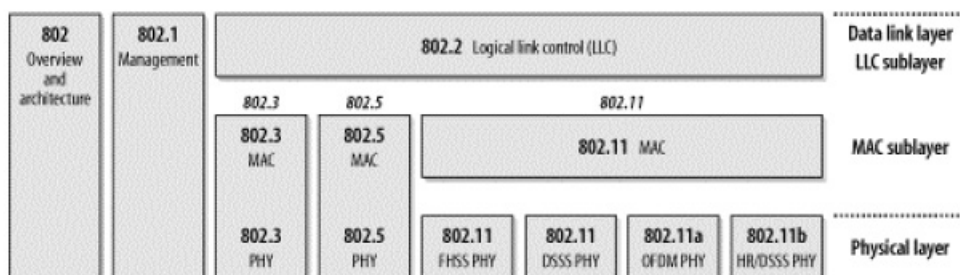 802
Overview
and
architecture
802.1
Management
802.2 Logical link control (LLC)
Data link layer
LLC sublayer
802.3
802.5
802.11
802.3
MAC
802.5
MAC
802.11 MAC
MAC sublayer
802.3
PHY
802.5
PHY
802.11
FHSS PHY
802.11
DSSS PHY
802.11a
OFDM PHY
802.11b
HR/DSSS PHY
Physical layer